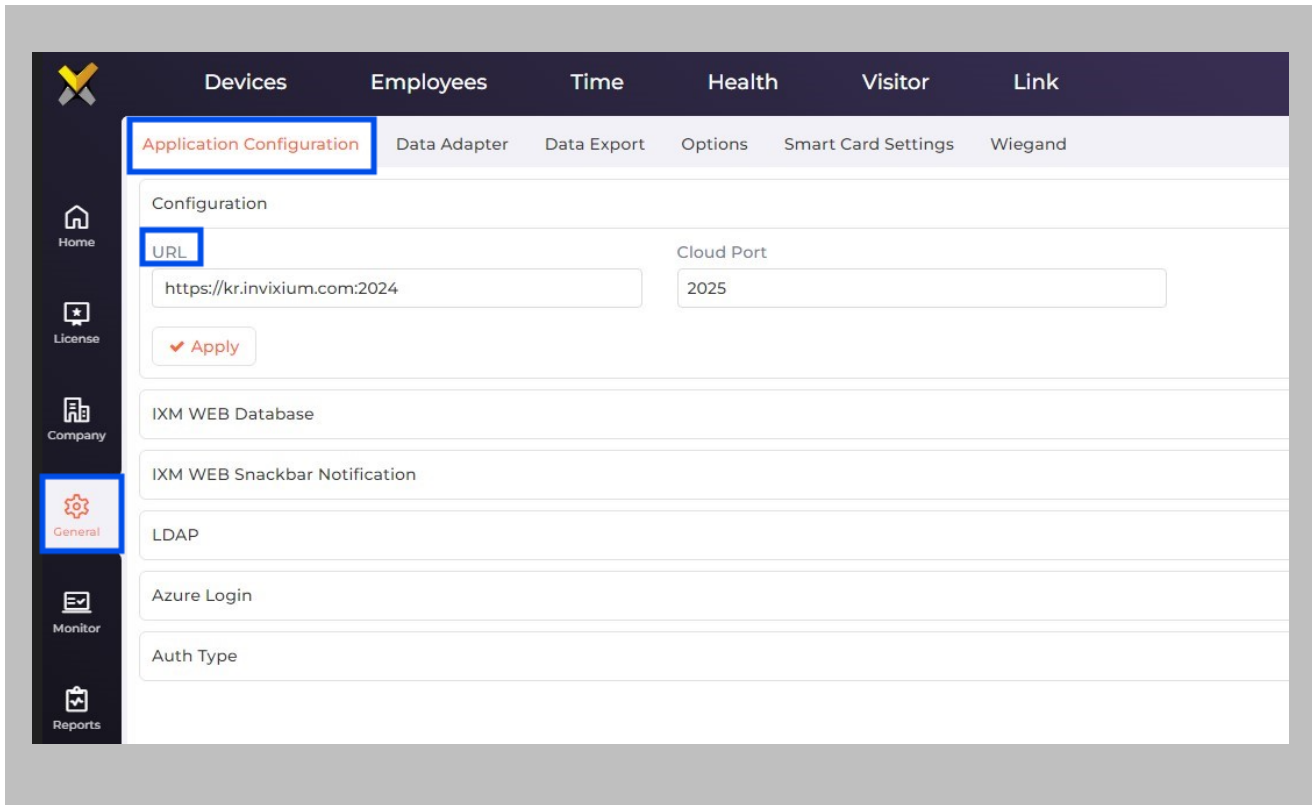 Devices Employees Time Health Visitor Link
Application Configuration Data Adapter Data Export Options Smart Card Settings Wiegand
Home
License
Company
General
Monitor
Reports
Configuration
URL Cloud Port
https://kr.invixium.com:2024 2025
Apply
IXM WEB Database
IXM WEB Snackbar Notification
LDAP
Azure Login
Auth Type